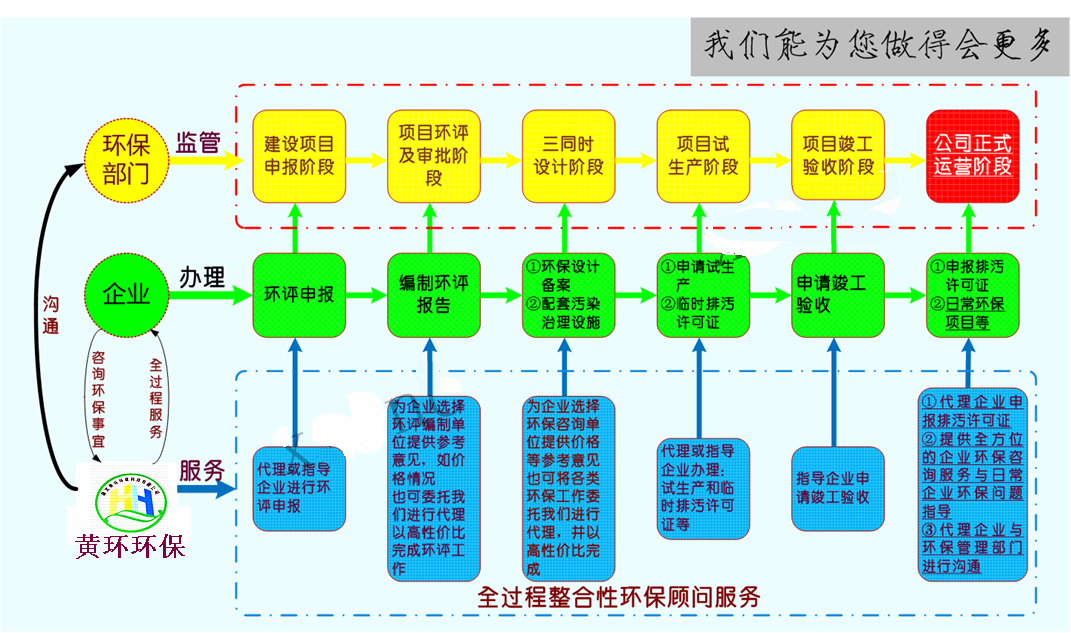 我们能为您做得会更多
环保
部门
监管
建设项目
申报阶段
项目环评
及审批阶
段
三同时
设计阶段
项目试
生产阶段
项目竣工
验收阶段
公司正式
运营阶段
企业
办理
环评申报
编制环评
报告
①环保设计
备案
②配套污染
治理设施
①申请试生
产
②临时排污
许可证
申请竣工
验收
①申报排污
许可证
②日常环保
项目等
沟通
咨询环保事宜
全过程服务
黄环环保
服务
代理或指导
企业进行环
评申报
为企业选择
环评编制单
位提供参考
意见，如价
格情况
也可委托我
们进行代理
以高性价比
完成环评工
作
为企业选择
环保咨询单
位提供价格
等参考意见
也可将各类
环保工作委
托我们进行
代理，并以
高性价比完
成
代理或指导
企业办理：
试生产和临
时排污许可
证等
指导企业申
请竣工验收
①代理企业申
报排污许可证
②提供全方位
的企业环保咨
询服务与日常
企业环保问题
指导
③代理企业与
环保管理部门
进行沟通
全过程整合性环保顾问服务